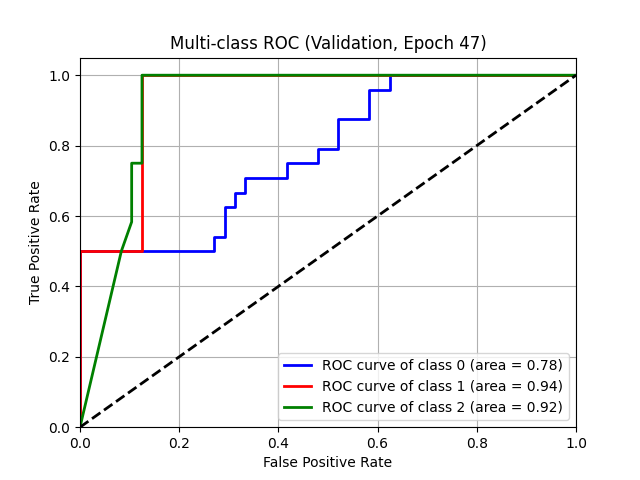 Multi-class ROC (Validation, Epoch 47)
True Positive Rate
1.0
0.8
0.6
0.4
0.2
0.0
ROC curve of class 0 (area = 0.78)
ROC curve of class 1 (area = 0.94)
ROC curve of class 2 (area = 0.92)
0.0 0.2 0.4 0.6 0.8 1.0
False Positive Rate